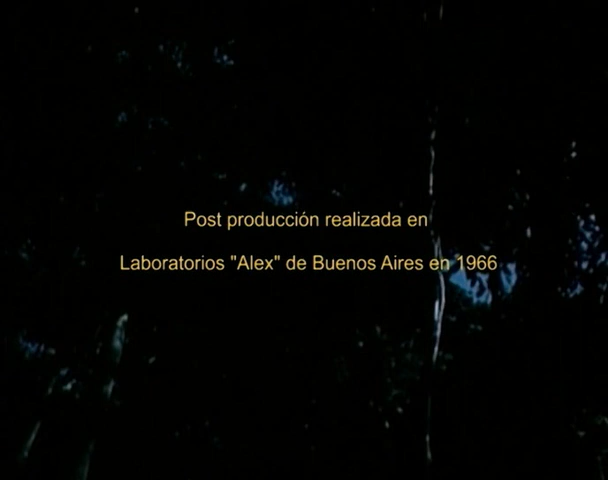 Post producción realizada en
Laboratorios "Alex" de Buenos Aires en 1966